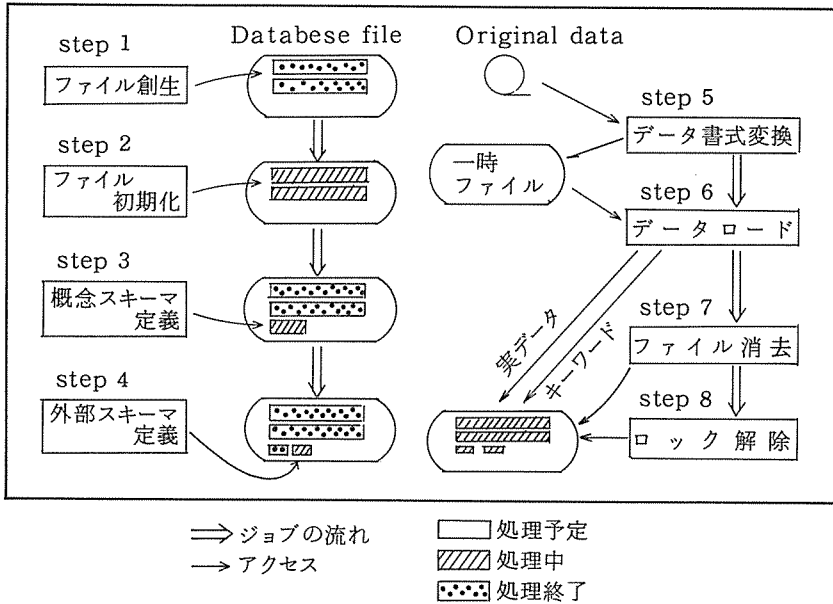 step 1
ファイル創生
step 2
ファイル
初期化
step 3
概念スキーマ
定義
step 4
外部スキーマ
定義
Databese file
Original data
step 5
データ書式変換
一時
ファイル
step 6
データロード
実データ
キーワード
step 7
ファイル消去
step 8
ロック解除
ジョブの流れ
アクセス
処理予定
処理中
処理終了